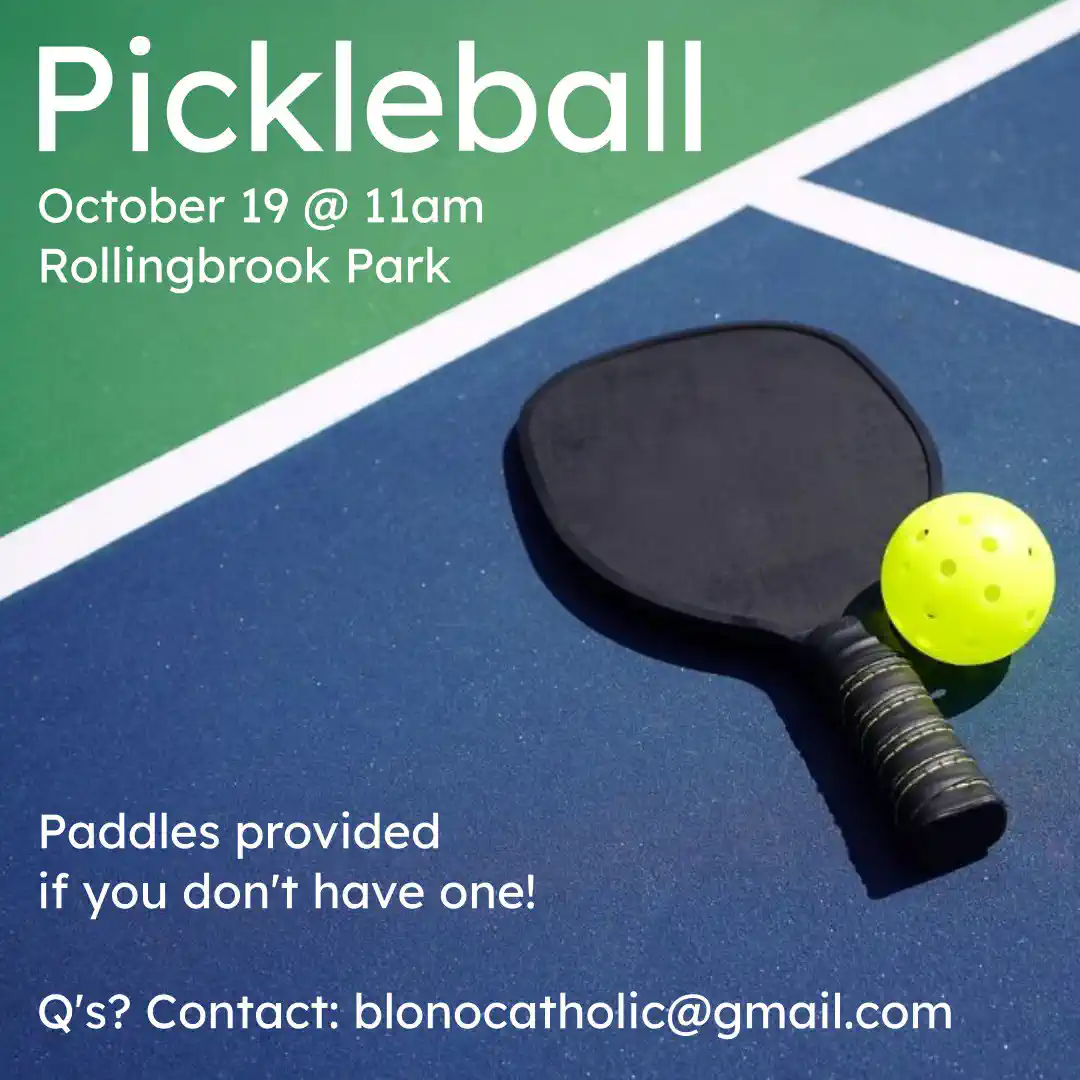 Pickleball
October 19 @ 11am
Rollingbrook Park
Paddles provided
if you don't have one!
Q's? Contact: blonocatholic@gmail.com